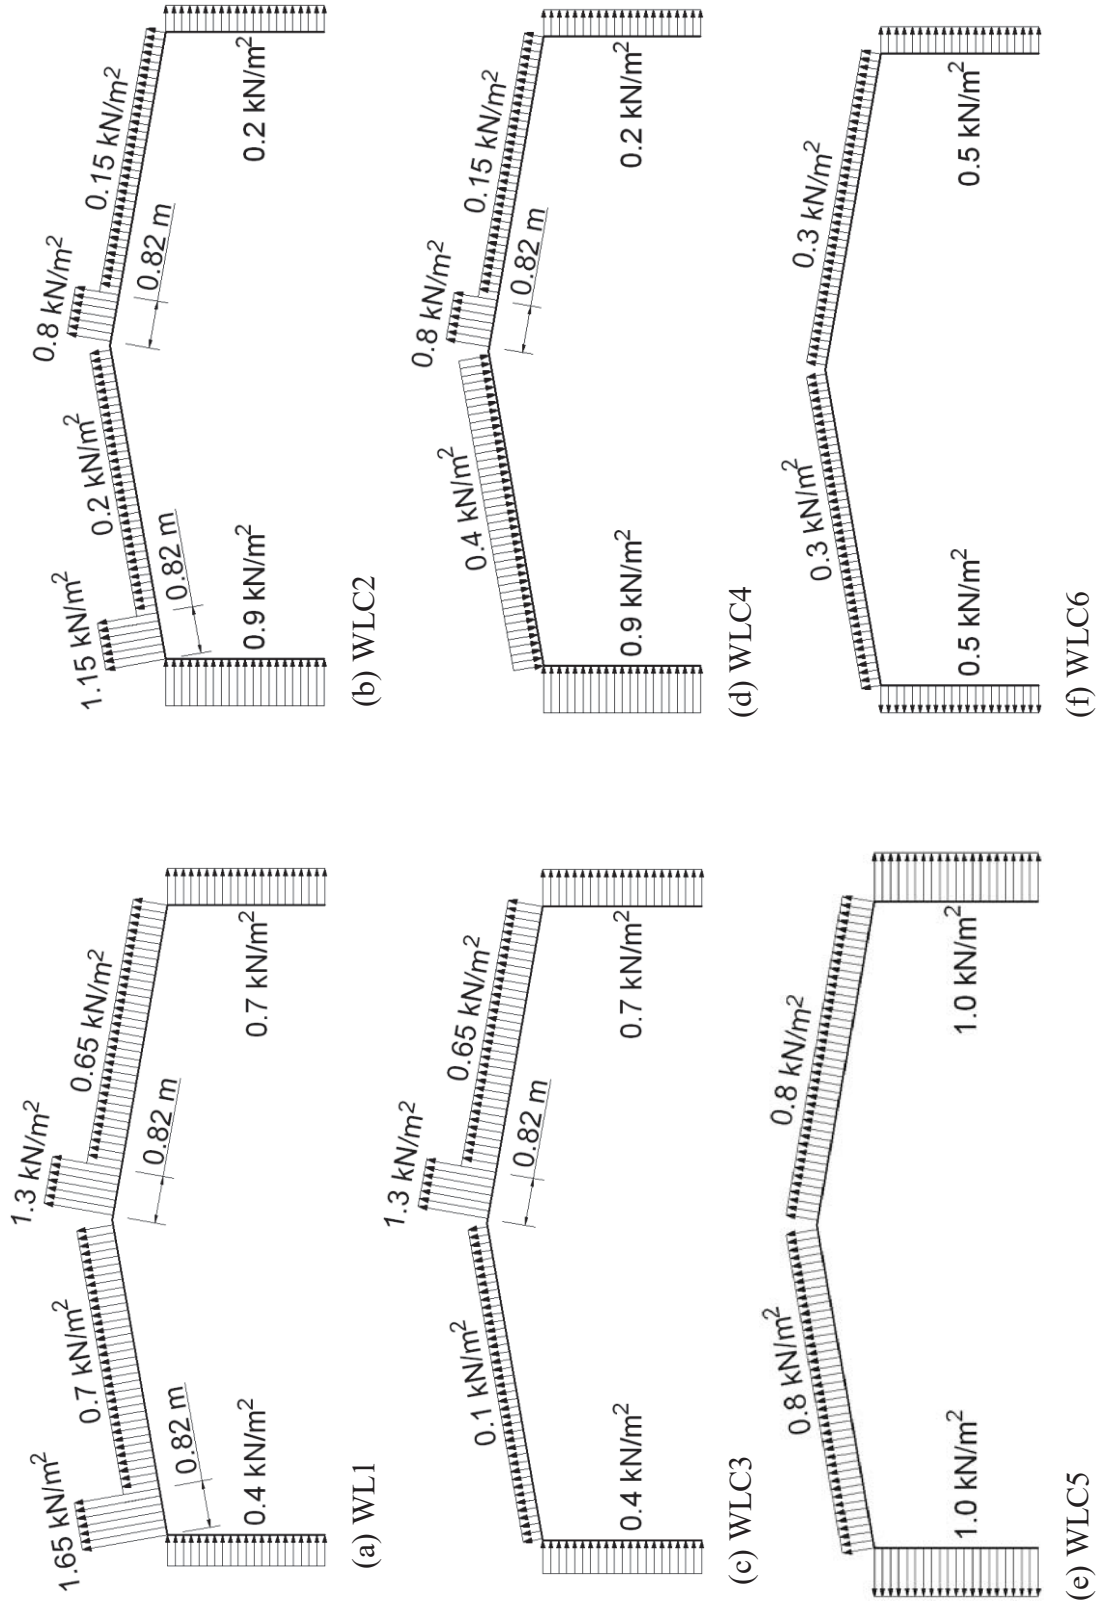 1.65 kN/m²
0.7 kN/m²
1.3 kN/m²
0.65 kN/m²
0.82 m
0.82 m
0.4 kN/m²
0.7 kN/m²
(a) WL1
1.15 kN/m²
0.2 kN/m²
0.8 kN/m²
0.15 kN/m²
0.82 m
0.82 m
0.9 kN/m²
0.2 kN/m²
(b) WLC2
0.1 kN/m²
1.3 kN/m²
0.65 kN/m²
0.82 m
0.4 kN/m²
0.7 kN/m²
(c) WLC3
0.4 kN/m²
0.8 kN/m²
0.15 kN/m²
0.82 m
0.9 kN/m²
0.2 kN/m²
(d) WLC4
0.8 kN/m²
0.8 kN/m²
1.0 kN/m²
1.0 kN/m²
(e) WLC5
0.3 kN/m²
0.3 kN/m²
0.5 kN/m²
0.5 kN/m²
(f) WLC6